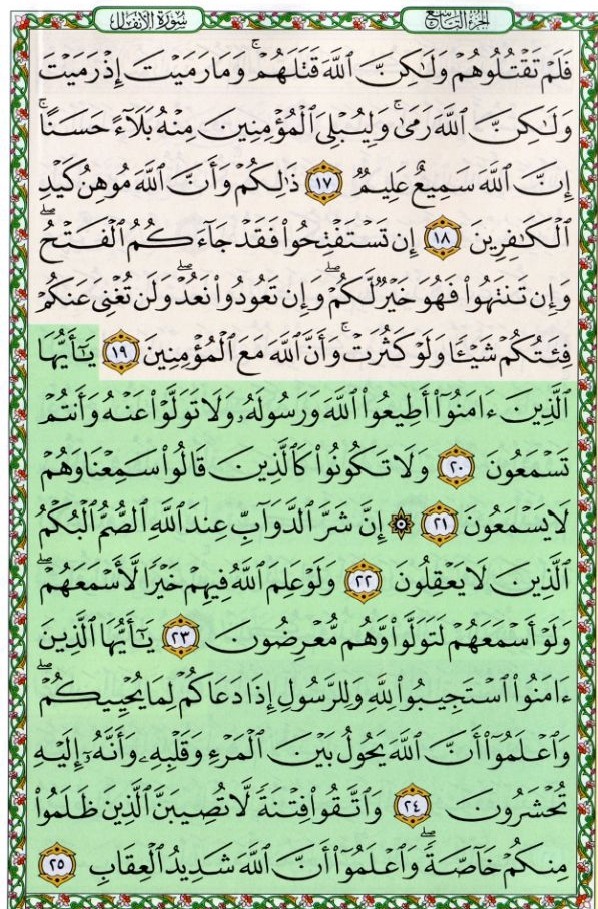 الجزء التاسع سورة الأنفال
فَلَمۡ تَقۡتُلُوهُمۡ وَلَٰكِنَّ ٱللَّهَ قَتَلَهُمۡۚ وَمَا رَمَيۡتَ إِذۡ رَمَيۡتَ
وَلَٰكِنَّ ٱللَّهَ رَمَىٰۚ وَلِيُبۡلِيَ ٱلۡمُؤۡمِنِينَ مِنۡهُ بَلَآءً حَسَنًاۚ
إِنَّ ٱللَّهَ سَمِيعٌ عَلِيمٞ ١٧ ذَٰلِكُمۡ وَأَنَّ ٱللَّهَ مُوهِنُ كَيۡدِ
ٱلۡكَٰفِرِينَ ١٨ إِن تَسۡتَفۡتِحُواْ فَقَدۡ جَآءَكُمُ ٱلۡفَتۡحُۖ
وَإِن تَنتَهُواْ فَهُوَ خَيۡرٞ لَّكُمۡۖ وَإِن تَعُودُواْ نَعُدۡ وَلَن تُغۡنِيَ عَنكُمۡ
فِئَتُكُمۡ شَيۡـٔٗا وَلَوۡ كَثُرَتۡ وَأَنَّ ٱللَّهَ مَعَ ٱلۡمُؤۡمِنِينَ ١٩ يَٰٓأَيُّهَا
ٱلَّذِينَ ءَامَنُوٓاْ أَطِيعُواْ ٱللَّهَ وَرَسُولَهُۥ وَلَا تَوَلَّوۡاْ عَنۡهُ وَأَنتُمۡ
تَسۡمَعُونَ ٢٠ وَلَا تَكُونُواْ كَٱلَّذِينَ قَالُواْ سَمِعۡنَا وَهُمۡ
لَا يَسۡمَعُونَ ٢١ ۞ إِنَّ شَرَّ ٱلدَّوَآبِّ عِندَ ٱللَّهِ ٱلصُّمُّ ٱلۡبُكۡمُ
ٱلَّذِينَ لَا يَعۡقِلُونَ ٢٢ وَلَوۡ عَلِمَ ٱللَّهُ فِيهِمۡ خَيۡرٗا لَّأَسۡمَعَهُمۡۖ
وَلَوۡ أَسۡمَعَهُمۡ لَتَوَلَّواْ وَّهُم مُّعۡرِضُونَ ٢٣ يَٰٓأَيُّهَا ٱلَّذِينَ
ءَامَنُواْ ٱسۡتَجِيبُواْ لِلَّهِ وَلِلرَّسُولِ إِذَا دَعَاكُمۡ لِمَا يُحۡيِيكُمۡۖ
وَٱعۡلَمُوٓاْ أَنَّ ٱللَّهَ يَحُولُ بَيۡنَ ٱلۡمَرۡءِ وَقَلۡبِهِۦ وَأَنَّهُۥٓ إِلَيۡهِ
تُحۡشَرُونَ ٢٤ وَٱتَّقُواْ فِتۡنَةٗ لَّا تُصِيبَنَّ ٱلَّذِينَ ظَلَمُواْ
مِنكُمۡ خَآصَّةٗۖ وَٱعۡلَمُوٓاْ أَنَّ ٱللَّهَ شَدِيدُ ٱلۡعِقَابِ ٢٥